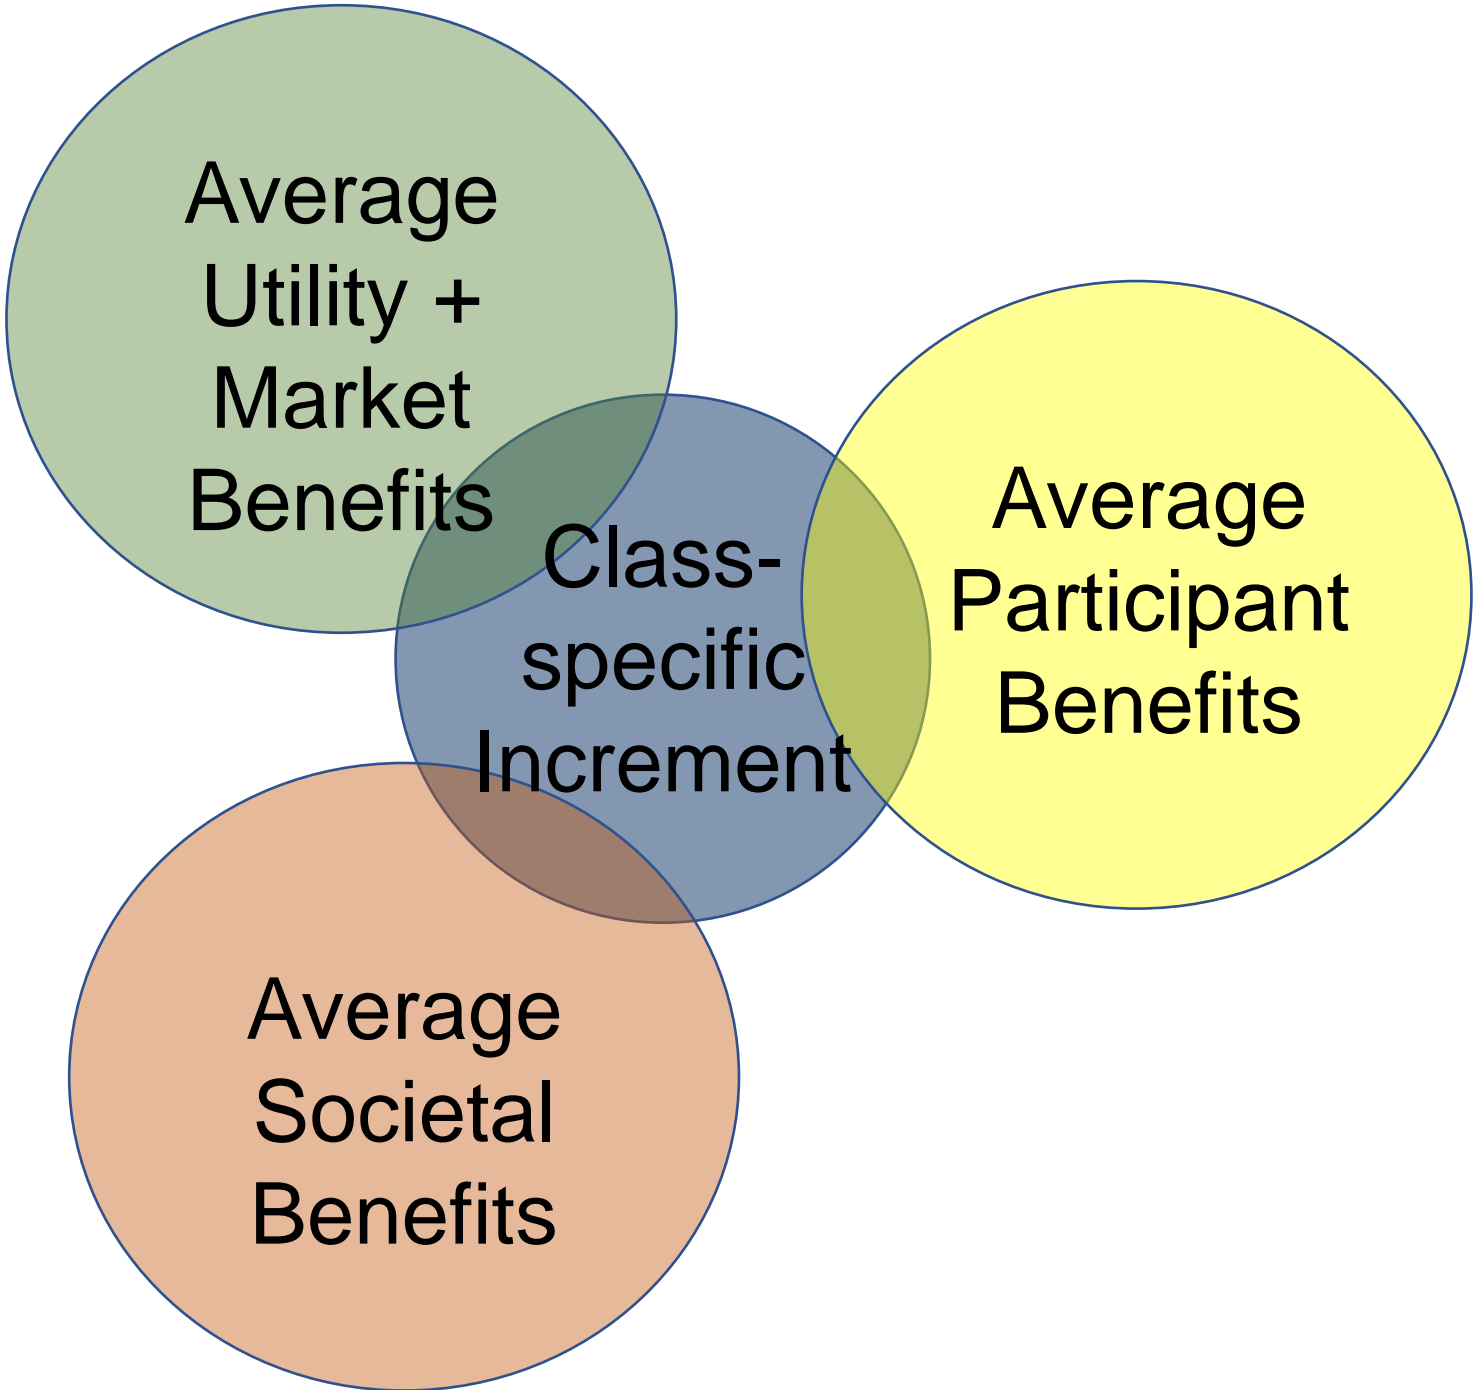 Average
Utility +
Market
Benefits
Class-
specific
Increment
Average
Participant
Benefits
Average
Societal
Benefits